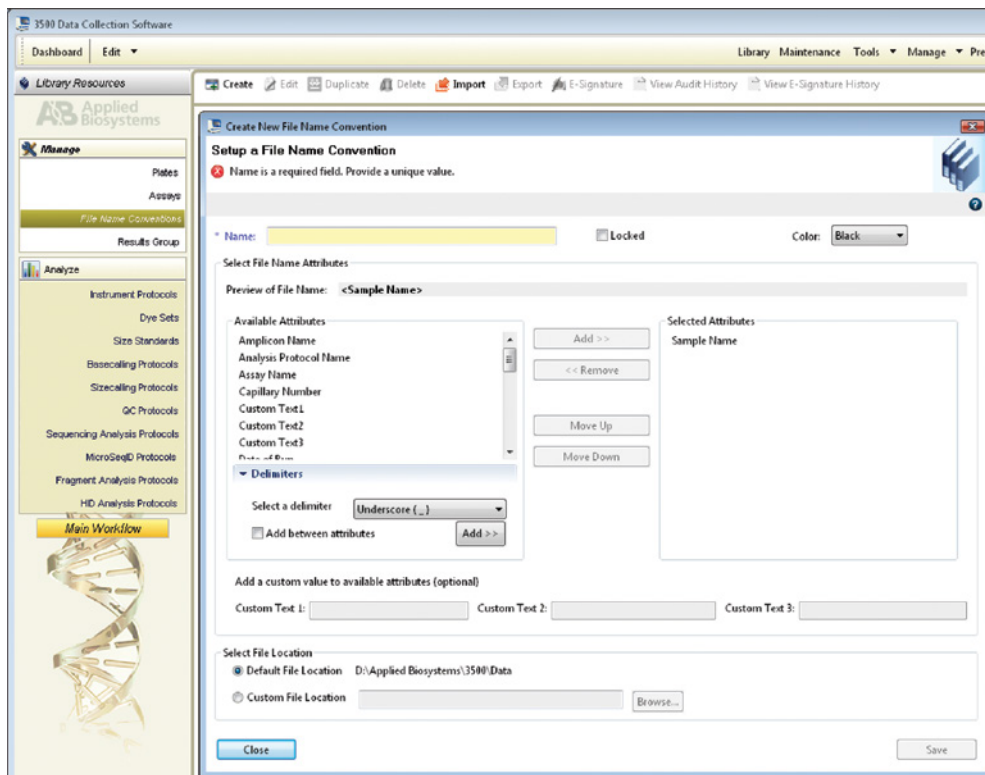 3500 Data Collection Software
Dashboard Edit
Library Maintenance Tools Manage Pre
Library Resources
AB Applied Biosystems
Manage
Plates
Assays
File Name Conventions
Results Group
Analyze
Instrument Protocols
Dye Sets
Size Standards
Basecalling Protocols
Sizecalling Protocols
QC Protocols
Sequencing Analysis Protocols
MicroSeqID Protocols
Fragment Analysis Protocols
HID Analysis Protocols
Main Workflow
Create Edit Duplicate Delete Import Export E-Signature View Audit History View E-Signature History
Create New File Name Convention
Setup a File Name Convention
Name is a required field. Provide a unique value.
* Name: Locked Color: Black
Select File Name Attributes
Preview of File Name: <Sample Name>
Available Attributes
Amplicon Name
Analysis Protocol Name
Assay Name
Capillary Number
Custom Text1
Custom Text2
Custom Text3
Date of Run
Delimiters
Select a delimiter Underscore ( _ )
Add between attributes Add >>
Add >>
<< Remove
Move Up
Move Down
Selected Attributes
Sample Name
Add a custom value to available attributes (optional)
Custom Text 1: Custom Text 2: Custom Text 3:
Select File Location
Default File Location D:\Applied Biosystems\3500\Data
Custom File Location Browse...
Close Save